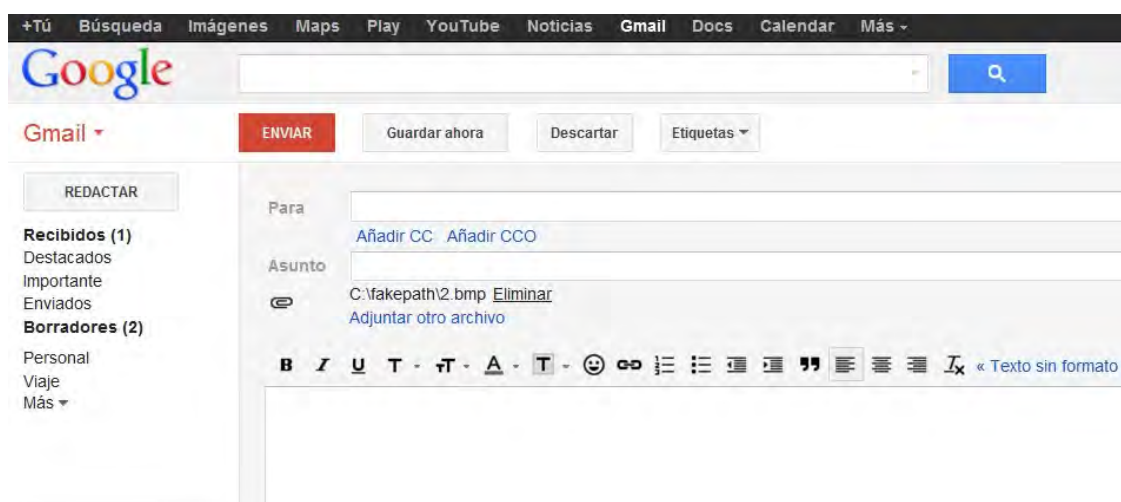 +Tú Búsqueda Imágenes Maps Play YouTube Noticias Gmail Docs Calendar Más
Google
Gmail ENVIAR Guardar ahora Descartar Etiquetas
REDACTAR
Para
Añadir CC Añadir CCO
Recibidos (1)
Destacados
Importante
Enviados
Borradores (2)
Personal
Viaje
Más
Asunto
C:\fakepath\2.bmp Eliminar
Adjuntar otro archivo
B I U T T A T Tx « Texto sin formato